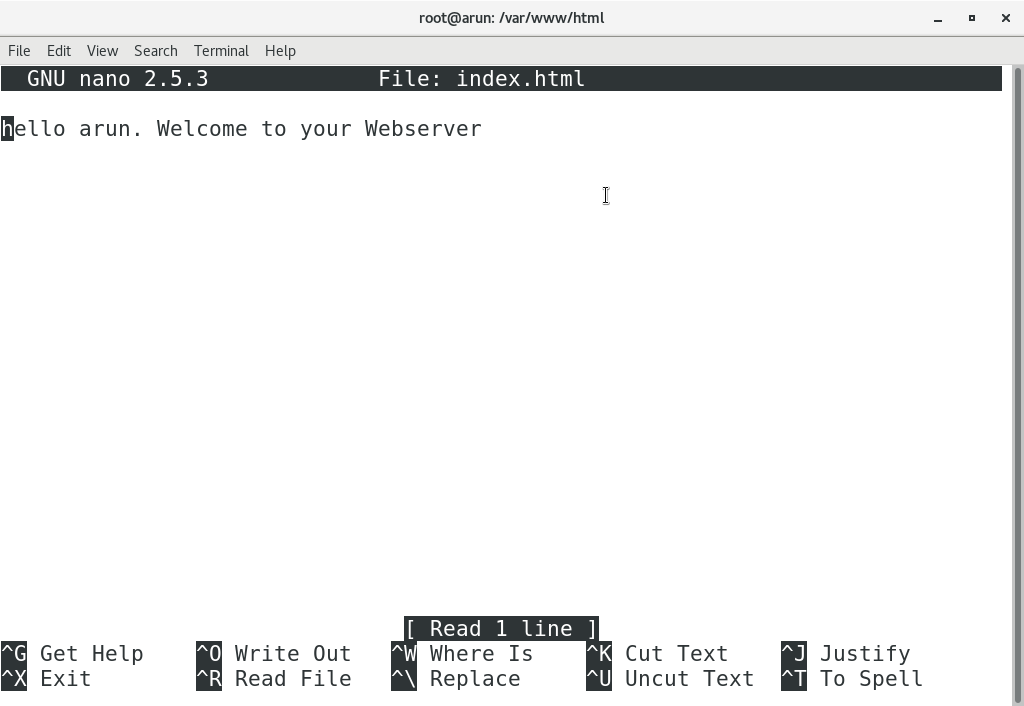 root@arun: /var/www/html
File Edit View Search Terminal Help
GNU nano 2.5.3 File: index.html
hello arun. Welcome to your Webserver
[ Read 1 line ]
^G Get Help ^O Write Out ^W Where Is ^K Cut Text ^J Justify
^X Exit ^R Read File ^\ Replace ^U Uncut Text ^T To Spell